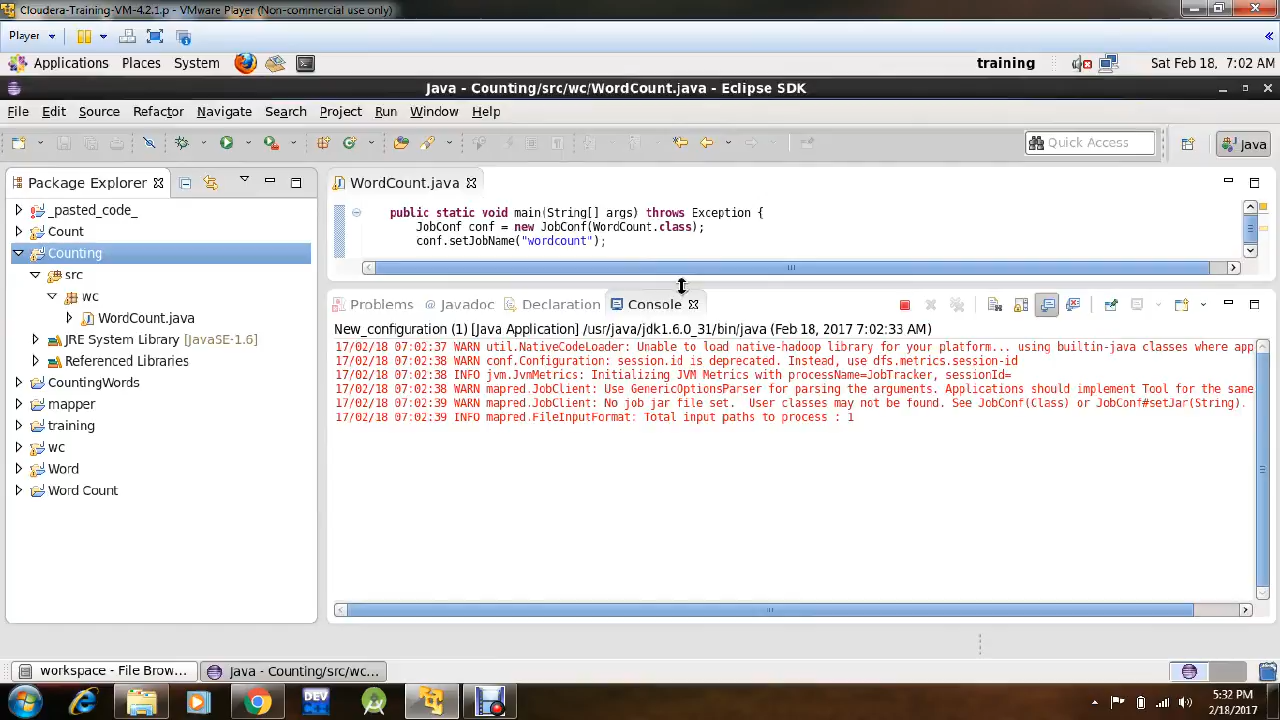 Cloudera-Training-VM-4.2.1.p - VMware Player (Non-commercial use only)
Player
Applications Places System training Sat Feb 18, 7:02 AM
Java - Counting/src/wc/WordCount.java - Eclipse SDK
File Edit Source Refactor Navigate Search Project Run Window Help
Quick Access Java
Package Explorer
_pasted_code_
Count
Counting
src
wc
WordCount.java
JRE System Library [JavaSE-1.6]
Referenced Libraries
CountingWords
mapper
training
wc
Word
Word Count
WordCount.java
public static void main(String[] args) throws Exception {
JobConf conf = new JobConf(WordCount.class);
conf.setJobName("wordcount");
Problems @ Javadoc Declaration Console
New_configuration (1) [Java Application] /usr/java/jdk1.6.0_31/bin/java (Feb 18, 2017 7:02:33 AM)
17/02/18 07:02:37 WARN util.NativeCodeLoader: Unable to load native-hadoop library for your platform... using builtin-java classes where app
17/02/18 07:02:38 WARN conf.Configuration: session.id is deprecated. Instead, use dfs.metrics.session-id
17/02/18 07:02:38 INFO jvm.JvmMetrics: Initializing JVM Metrics with processName=JobTracker, sessionId=
17/02/18 07:02:38 WARN mapred.JobClient: Use GenericOptionsParser for parsing the arguments. Applications should implement Tool for the same
17/02/18 07:02:39 WARN mapred.JobClient: No job jar file set.  User classes may not be found. See JobConf(Class) or JobConf#setJar(String).
17/02/18 07:02:39 INFO mapred.FileInputFormat: Total input paths to process : 1
workspace - File Brow... Java - Counting/src/wc...
DEV
5:32 PM
2/18/2017